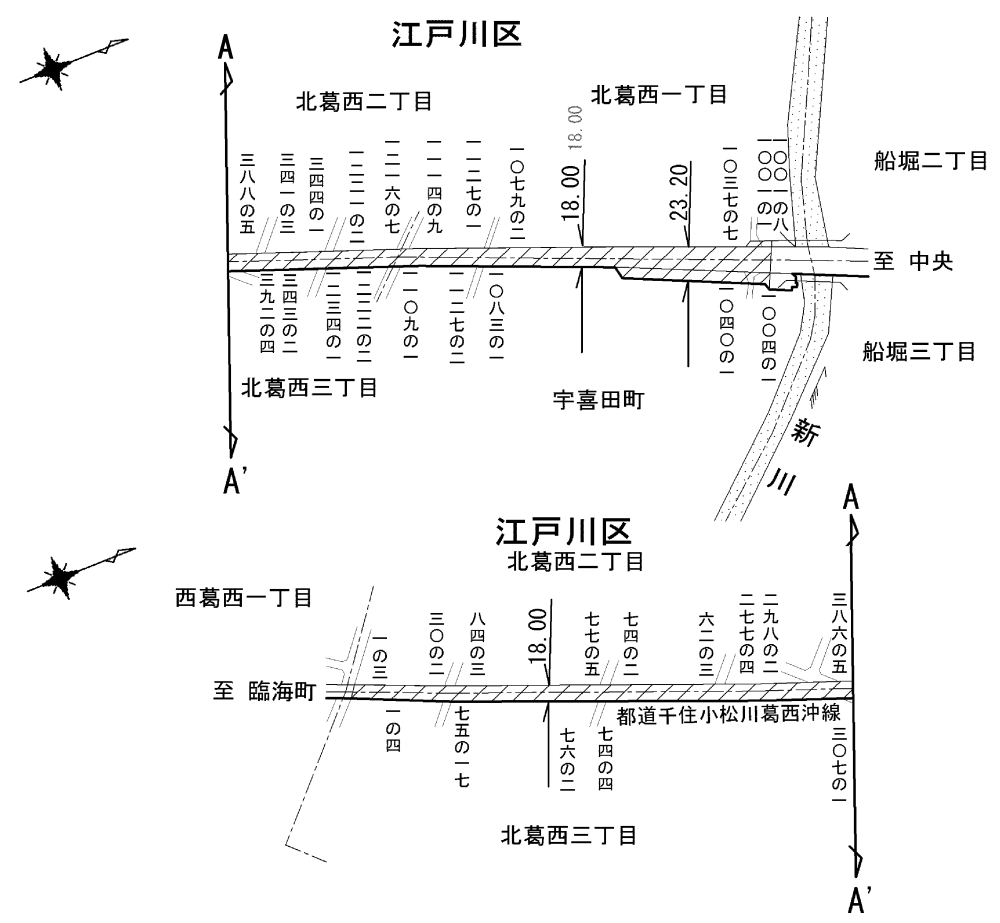 江戸川区
A
北葛西二丁目
北葛西一丁目
18.00
船堀二丁目
三八八の五
三四一の三
三四四の一
一二二一の二
一二一六の七
一一一四の九
一一二七の一
一〇七九の二
18.00
23.20
一〇三七の七
一〇〇一の一
一〇〇一の八
至 中央
三九二の四
三四三の二
一二三四の一
一二二二の二
一一〇九の一
一一二七の二
一〇八三の一
一〇四〇の一
一〇〇四の一
船堀三丁目
北葛西三丁目
宇喜田町
新川
A'
A
江戸川区
北葛西二丁目
西葛西一丁目
一の三
三〇の二
八四の三
18.00
七七の五
七四の二
六二の三
二七七の四
二九八の二
三八六の五
至 臨海町
都道千住小松川葛西沖線
一の四
七五の一七
七六の二
七四の四
三〇七の一
北葛西三丁目
A'